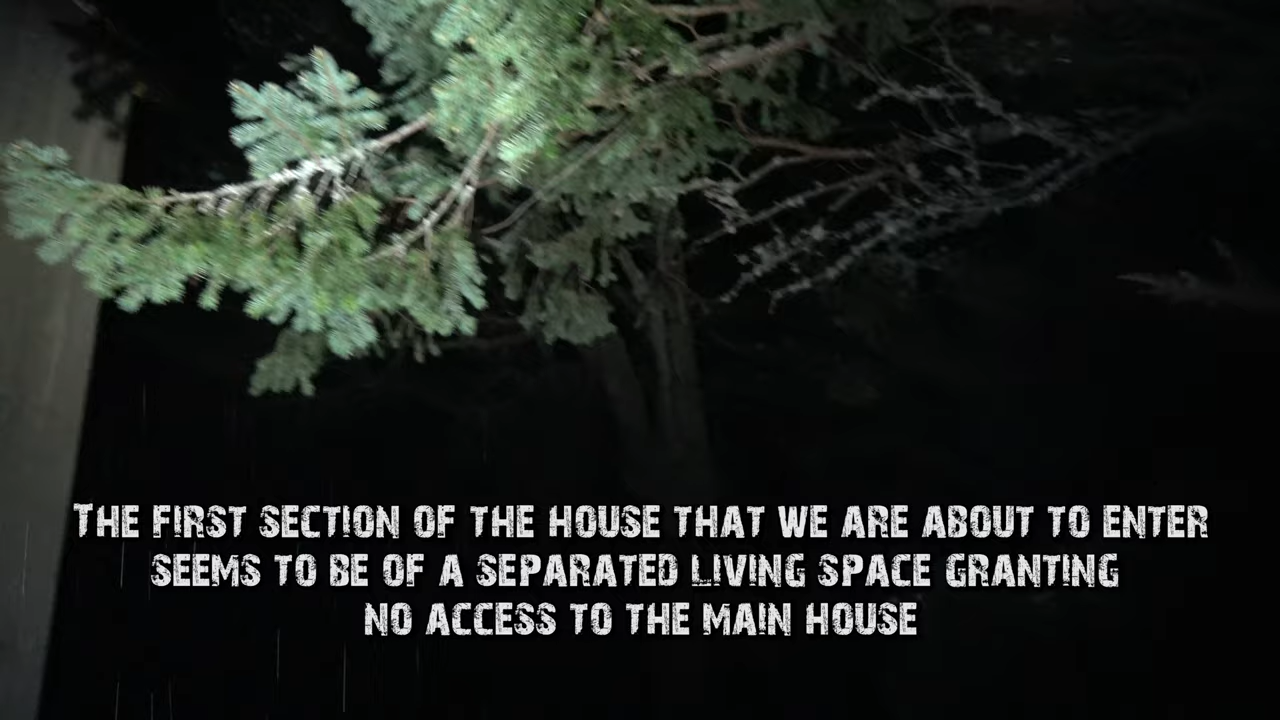 The first section of the house that we are about to enter
seems to be of a separated living space granting
no access to the main house